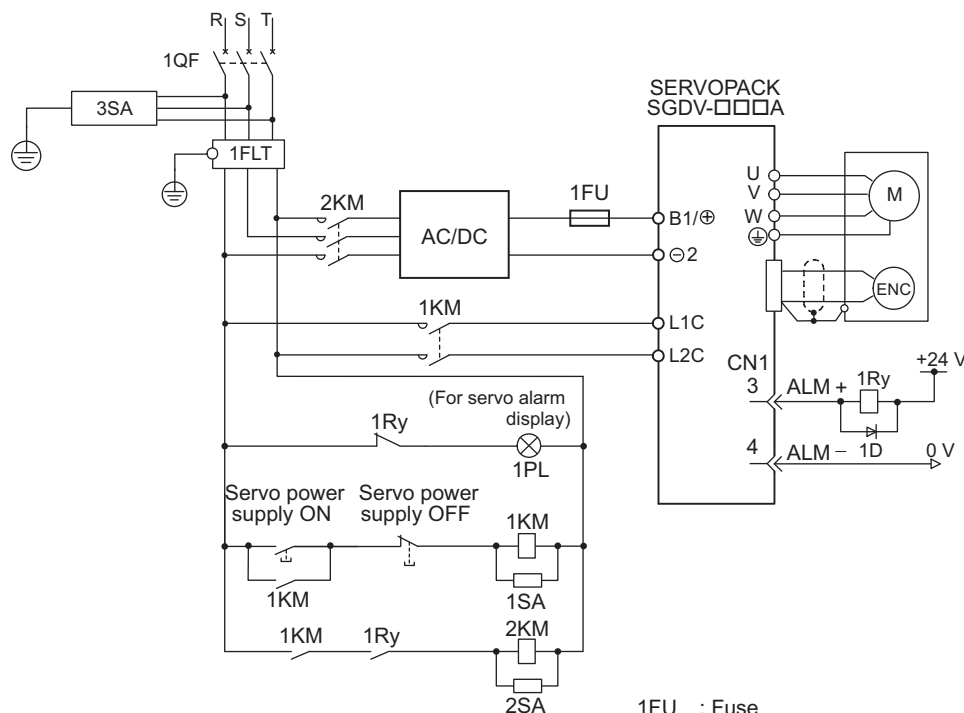 R S T
1QF
3SA
1FLT
SERVOPACK
SGDV-□□□A
2KM
AC/DC
1FU
B1/⊕
⊖2
U
V
W
M
ENC
1KM
L1C
L2C
CN1
3
ALM +
1Ry
+24 V
4
ALM −
1D
0 V
(For servo alarm
display)
1Ry
1PL
Servo power
supply ON
Servo power
supply OFF
1KM
1KM
1SA
1KM
1Ry
2KM
2SA
1FU : Fuse